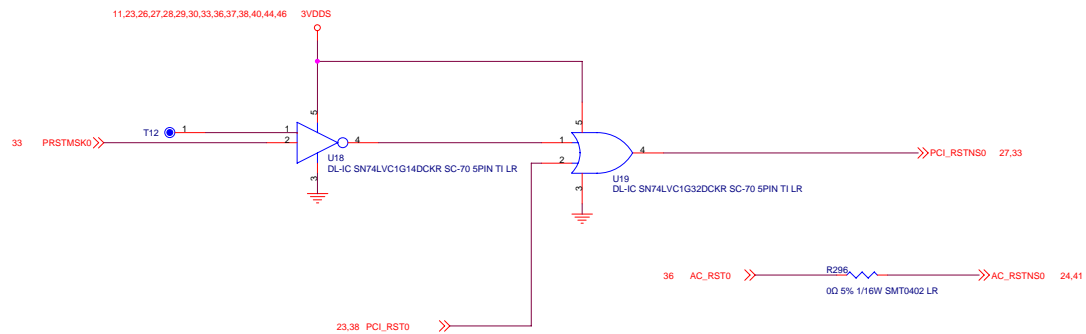 11,23,26,27,28,29,30,33,36,37,38,40,44,46 3VDDS
5
5
T12 1 1
33 PRSTMSK0 2 4 1
U18
DL-IC SN74LVC1G14DCKR SC-70 5PIN TI LR
3
2 4 PCI_RSTNS0 27,33
U19
DL-IC SN74LVC1G32DCKR SC-70 5PIN TI LR
3
36 AC_RST0 R296 AC_RSTNS0 24,41
0Ω 5% 1/16W SMT0402 LR
23,38 PCI_RST0